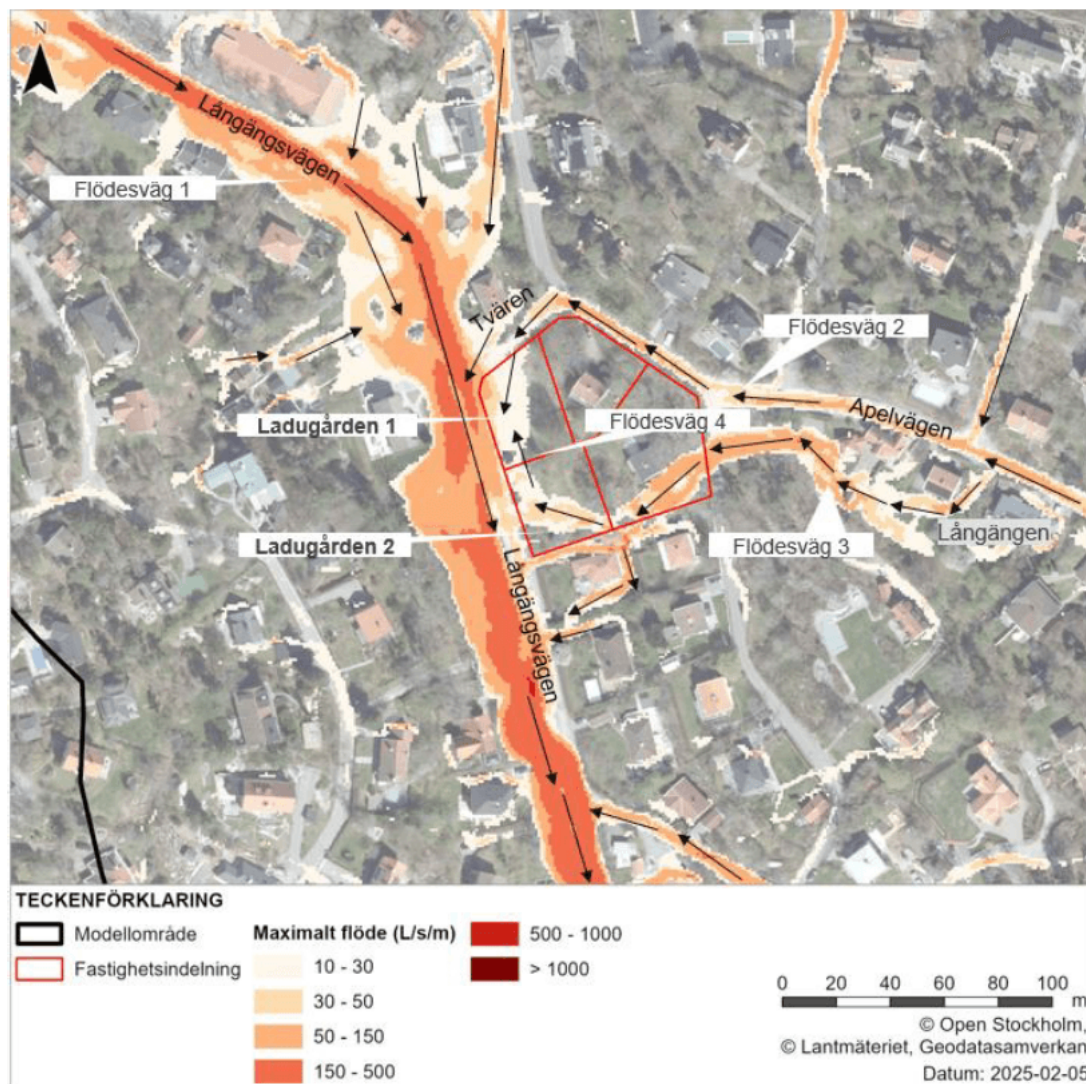 N
Långängsvägen
Flödesväg 1
Tvären
Flödesväg 2
Ladugården 1
Flödesväg 4
Apelvägen
Ladugården 2
Flödesväg 3
Långängen
Långängsvägen
TECKENFÖRKLARING
Modellområde
Fastighetsindelning
Maximalt flöde (L/s/m)
10 - 30
30 - 50
50 - 150
150 - 500
500 - 1000
> 1000
0 20 40 60 80 100
m
© Open Stockholm,
© Lantmäteriet, Geodatasamverkan
Datum: 2025-02-05